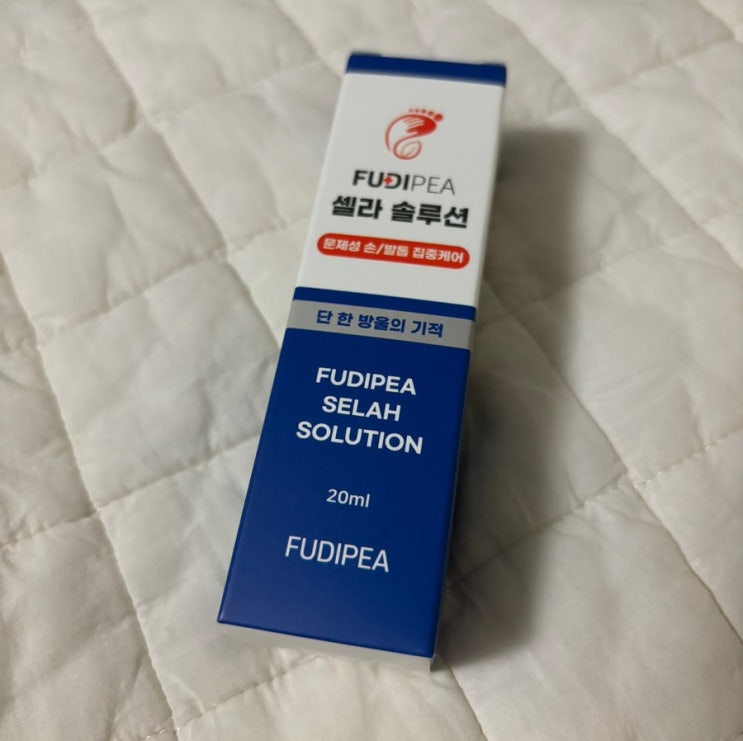 FUDIPEA
셀라 솔루션
문제성 손/발톱 집중케어
단 한 방울의 기적
FUDIPEA
SELAH
SOLUTION
20ml
FUDIPEA